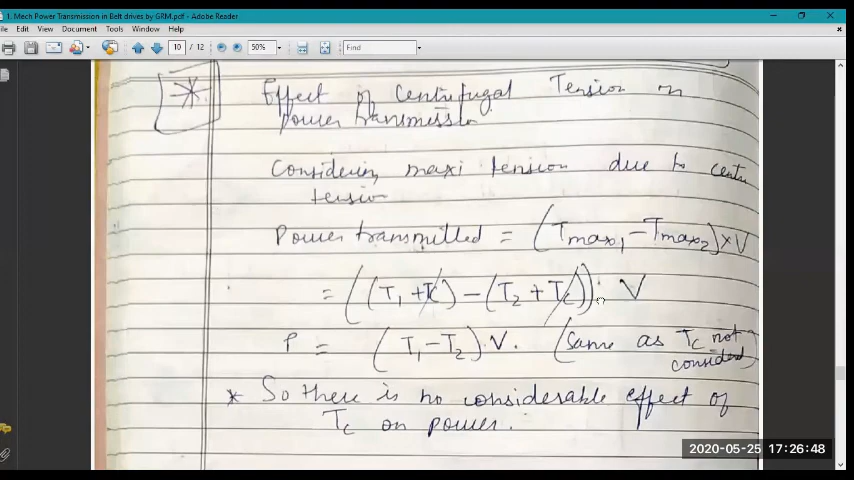 1. Mech Power Transmission in Belt drives by GRM.pdf - Adobe Reader
File Edit View Document Tools Window Help
10 / 12 50% Find
Effect of Centrifugal Tension on
Power transmission
Considering maxi tension due to centri
tension
Power transmitted = (Tmax1 - Tmax2) × V
= ((T1 + Tc) - (T2 + Tc)) · V
P = (T1 - T2) · V. (Same as Tc not
considered)
* So there is no considerable effect of
Tc on power.
2020-05-25 17:26:48